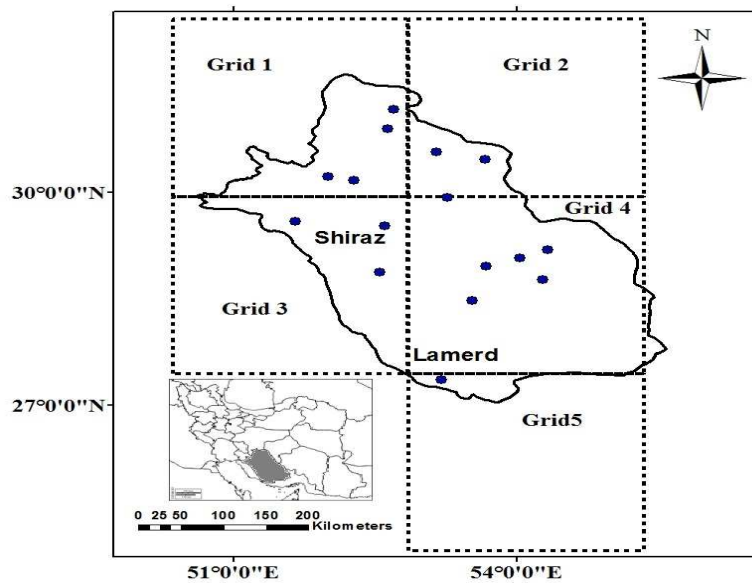 N
Grid 1
Grid 2
30°0'0"N
Grid 4
Shiraz
Grid 3
Lamerd
27°0'0"N
Grid5
0 25 50 100 150 200
Kilometers
51°0'0"E
54°0'0"E